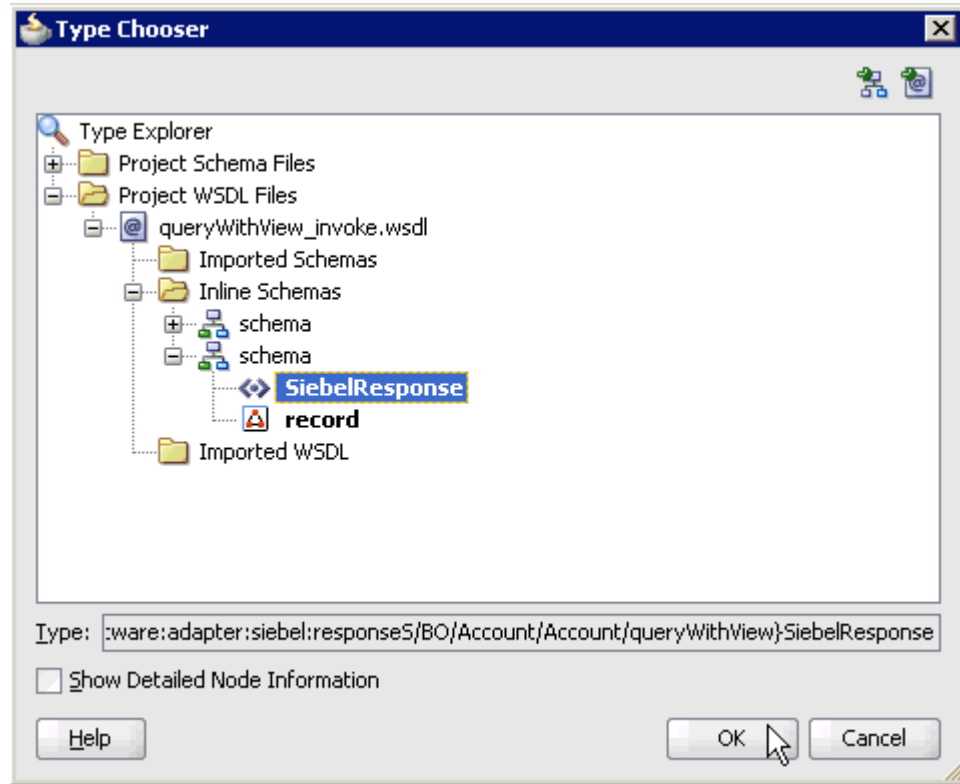 Type Chooser
Type Explorer
Project Schema Files
Project WSDL Files
queryWithView_invoke.wsdl
Imported Schemas
Inline Schemas
schema
schema
SiebelResponse
record
Imported WSDL
Type: :ware:adapter:siebel:response5/BO/Account/Account/queryWithView}SiebelResponse
Show Detailed Node Information
Help OK Cancel